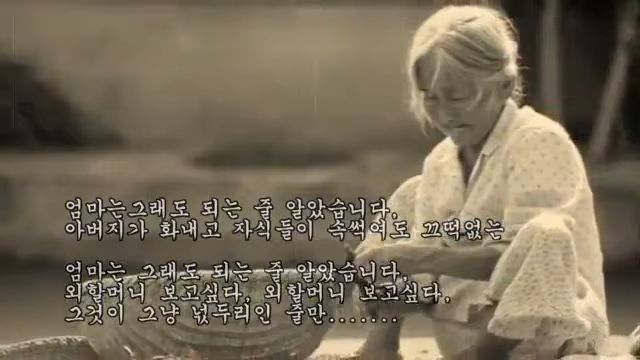 엄마는그래도 되는 줄 알았습니다.
아버지가 화내고 자식들이 속썩여도 끄떡없는
엄마는 그래도 되는 줄 알았습니다.
외할머니 보고싶다, 외할머니 보고싶다,
그것이 그냥 넋두리인 줄만.......